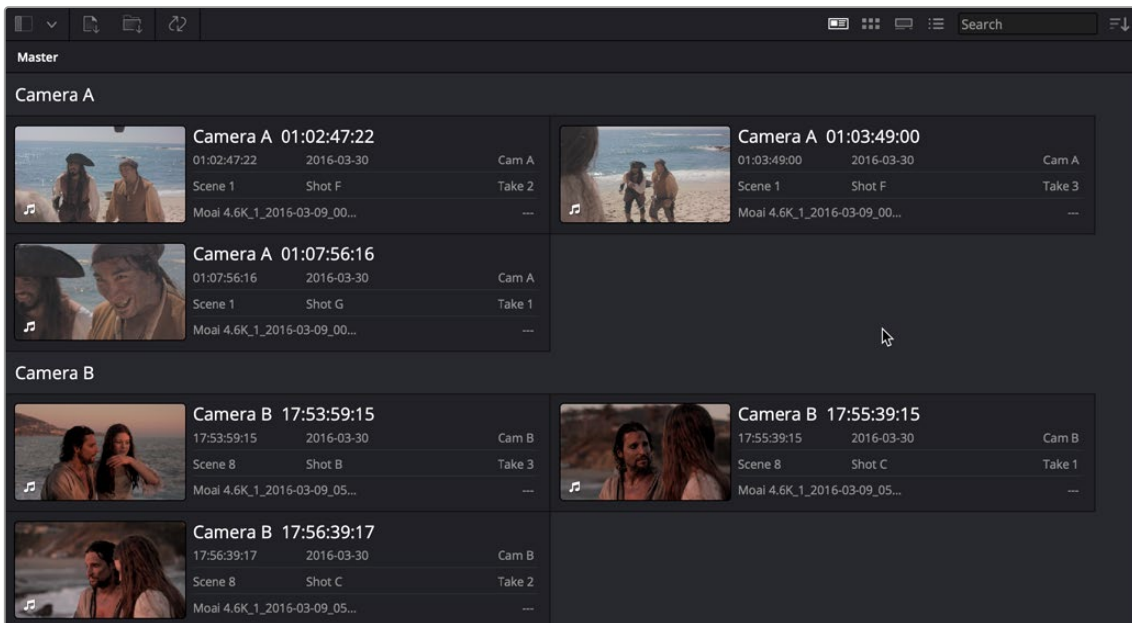 Search
Master
Camera A
Camera A 01:02:47:22
01:02:47:22 2016-03-30 Cam A
Scene 1 Shot F Take 2
Moai 4.6K_1_2016-03-09_00... ---
Camera A 01:03:49:00
01:03:49:00 2016-03-30 Cam A
Scene 1 Shot F Take 3
Moai 4.6K_1_2016-03-09_00... ---
Camera A 01:07:56:16
01:07:56:16 2016-03-30 Cam A
Scene 1 Shot G Take 1
Moai 4.6K_1_2016-03-09_00... ---
Camera B
Camera B 17:53:59:15
17:53:59:15 2016-03-30 Cam B
Scene 8 Shot B Take 3
Moai 4.6K_1_2016-03-09_05... ---
Camera B 17:55:39:15
17:55:39:15 2016-03-30 Cam B
Scene 8 Shot C Take 1
Moai 4.6K_1_2016-03-09_05... ---
Camera B 17:56:39:17
17:56:39:17 2016-03-30 Cam B
Scene 8 Shot C Take 2
Moai 4.6K_1_2016-03-09_05... ---